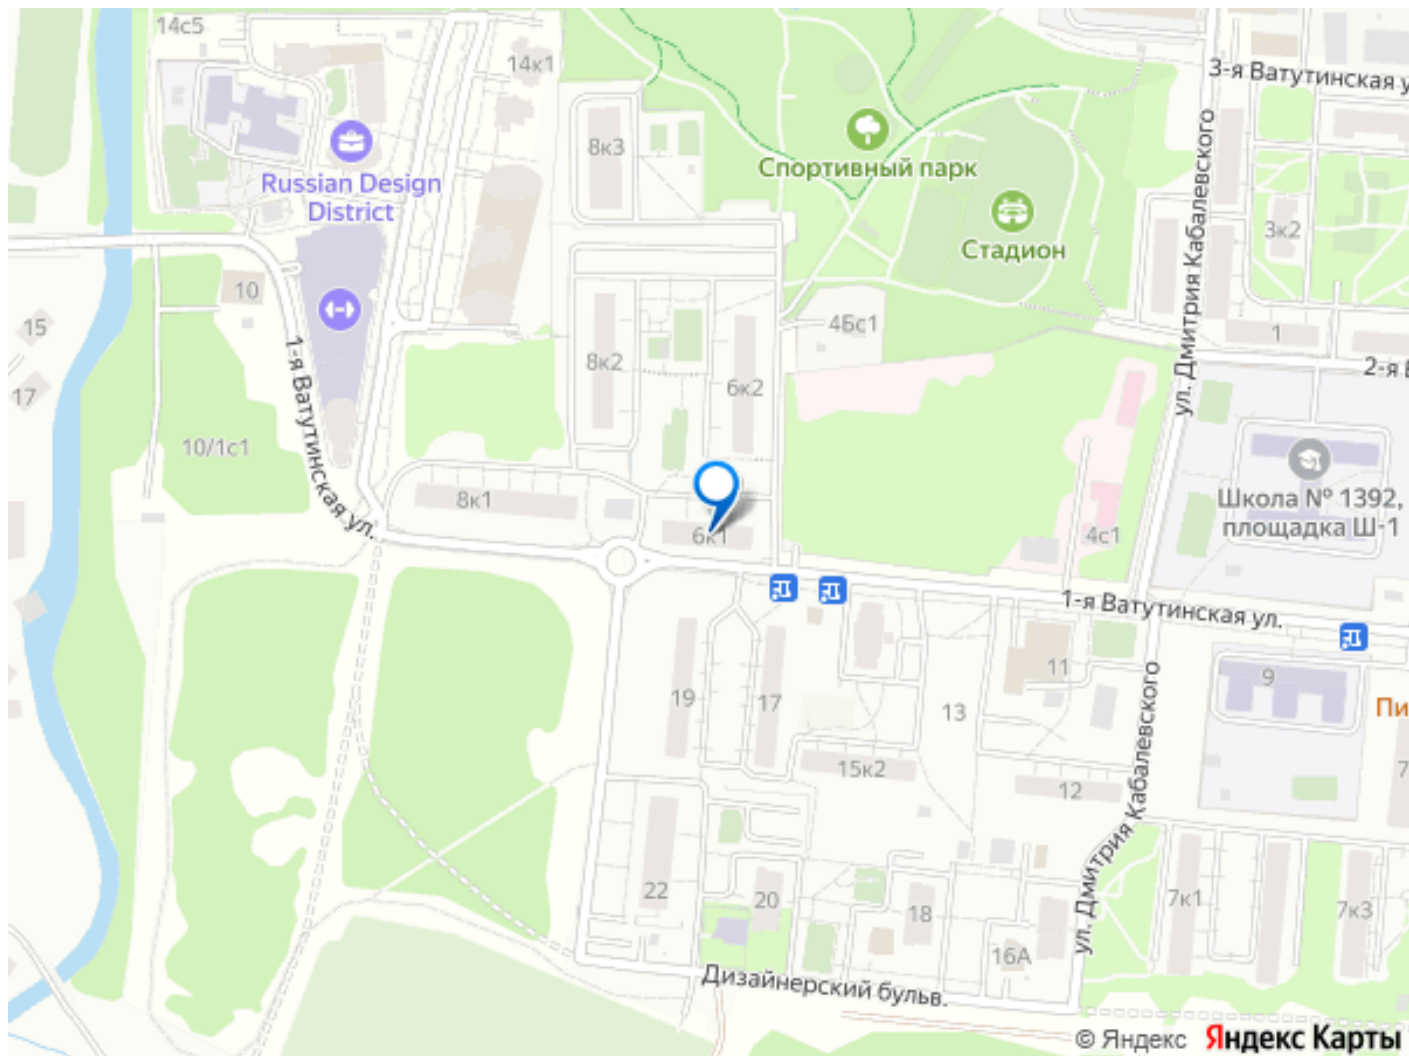 14с5
14к1
3-я Ватутинская у
8к3
Спортивный парк
Russian Design
District
Стадион
ул. Дмитрия Кабалевского
3к2
10
15
4Бс1
1
1-я Ватутинская ул.
8к2
6к2
2-я В
17
10/1с1
8к1
Школа № 1392,
площадка Ш-1
6к1
4с1
1-я Ватутинская ул.
11
9
19
17
13
Пи
15к2
12
7
ул. Дмитрия Кабалевского
22
20
18
7к1
7к3
16А
Дизайнерский бульв.
© Яндекс Яндекс Карты